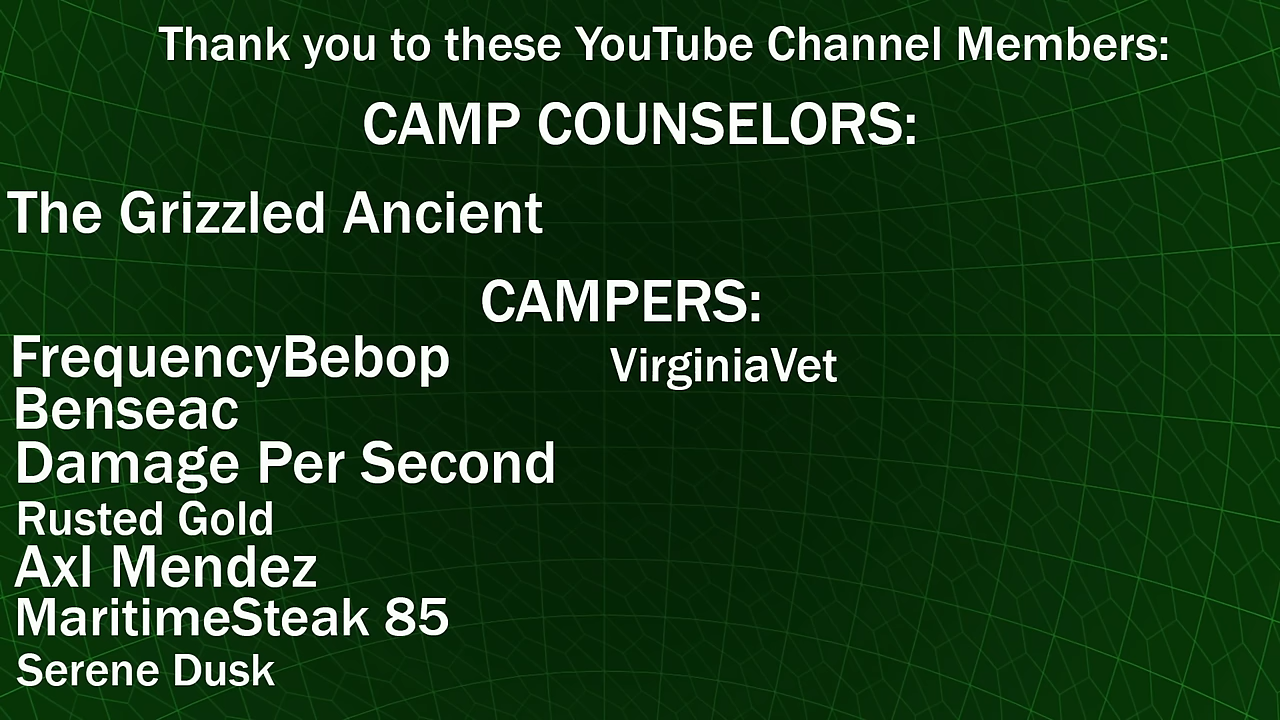 Thank you to these YouTube Channel Members:
CAMP COUNSELORS:
The Grizzled Ancient
CAMPERS:
FrequencyBebop
Benseac
Damage Per Second
Rusted Gold
Axl Mendez
MaritimeSteak 85
Serene Dusk
VirginiaVet